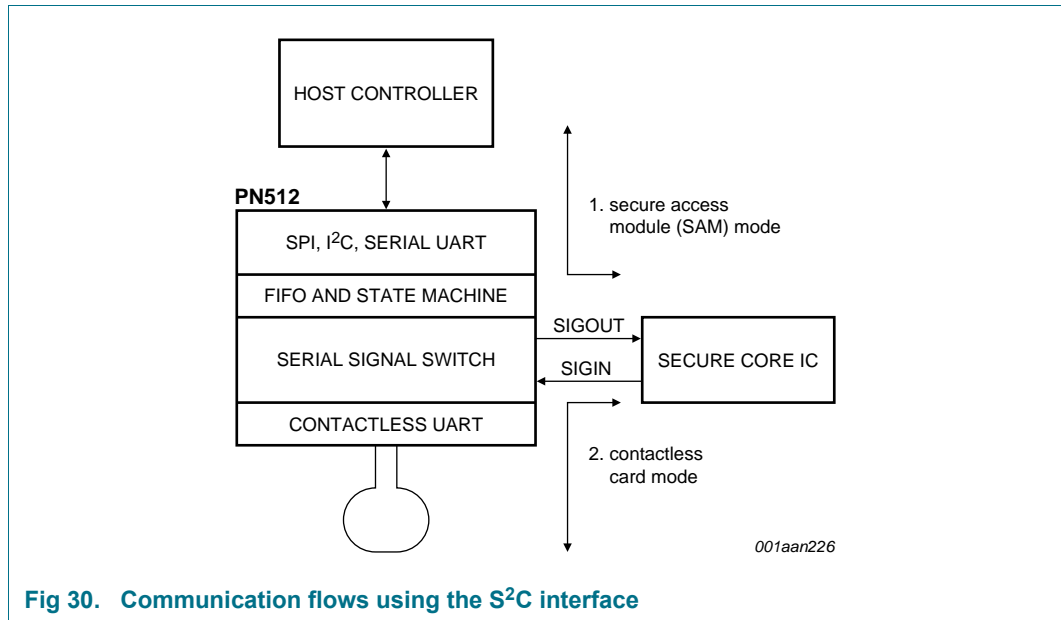 HOST CONTROLLER
PN512
SPI, I²C, SERIAL UART
FIFO AND STATE MACHINE
SERIAL SIGNAL SWITCH
CONTACTLESS UART
SIGOUT
SIGIN
SECURE CORE IC
1. secure access
module (SAM) mode
2. contactless
card mode
001aan226
Fig 30. Communication flows using the S²C interface